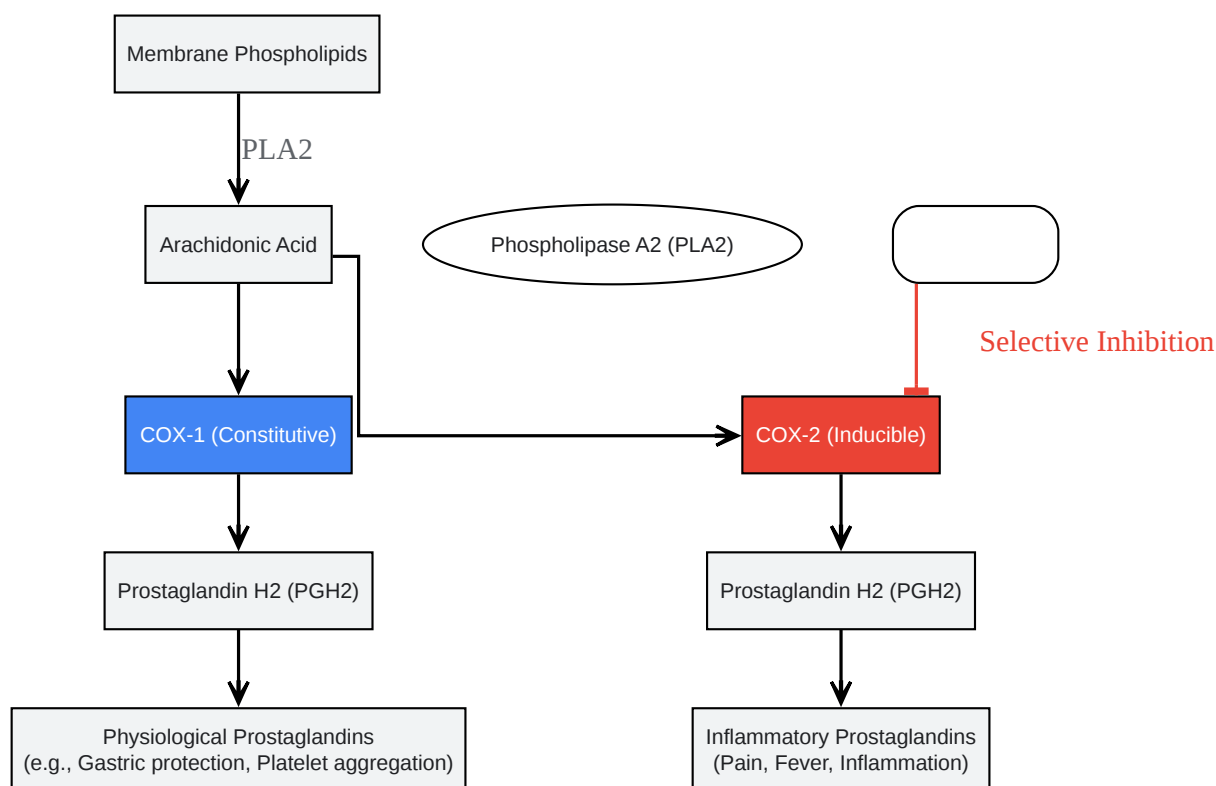 Membrane Phospholipids
PLA2
Arachidonic Acid
Phospholipase A2 (PLA2)
Selective Inhibition
COX-1 (Constitutive)
COX-2 (Inducible)
Prostaglandin H2 (PGH2)
Prostaglandin H2 (PGH2)
Physiological Prostaglandins
(e.g., Gastric protection, Platelet aggregation)
Inflammatory Prostaglandins
(Pain, Fever, Inflammation)